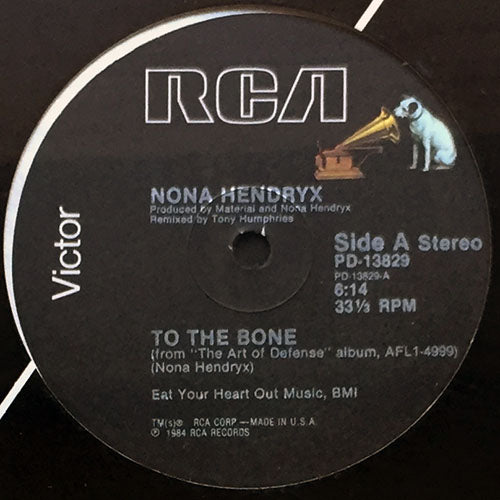 RCA
Victor
NONA HENDRYX
Produced by Material and Nona Hendryx
Remixed by Tony Humphries
Side A Stereo
PD-13829
PD-13829-A
6:14
33⅓ RPM
TO THE BONE
(from "The Art of Defense" album, AFL1-4999)
(Nona Hendryx)
Eat Your Heart Out Music, BMI
TM(s)® RCA CORP—MADE IN U.S.A.
℗ 1984 RCA RECORDS